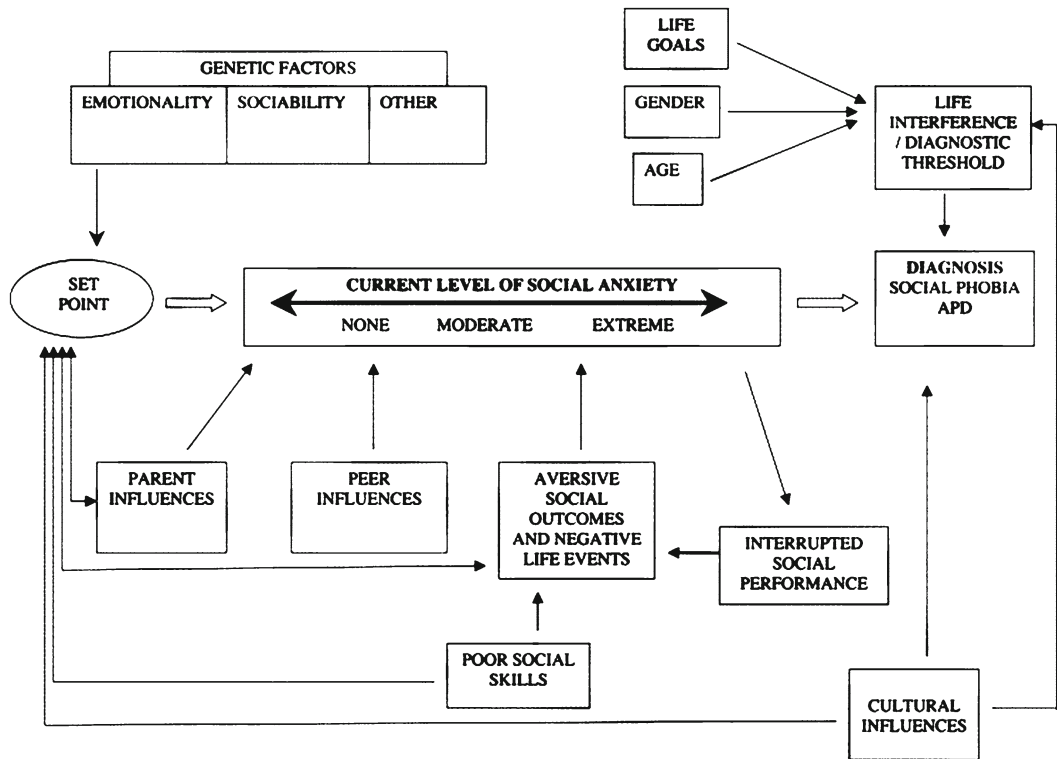 LIFE
GOALS
GENETIC FACTORS
EMOTIONALITY
SOCIABILITY
OTHER
GENDER
AGE
LIFE
INTERFERENCE
/ DIAGNOSTIC
THRESHOLD
SET
POINT
CURRENT LEVEL OF SOCIAL ANXIETY
NONE MODERATE EXTREME
DIAGNOSIS
SOCIAL PHOBIA
APD
PARENT
INFLUENCES
PEER
INFLUENCES
AVERSIVE
SOCIAL
OUTCOMES
AND NEGATIVE
LIFE EVENTS
INTERRUPTED
SOCIAL
PERFORMANCE
POOR SOCIAL
SKILLS
CULTURAL
INFLUENCES